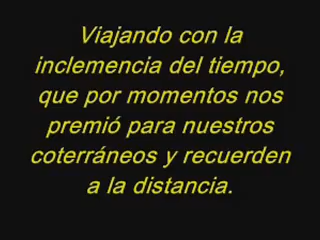 Viajando con la
inclemencia del tiempo,
que por momentos nos
premió para nuestros
coterráneos y recuerden
a la distancia.